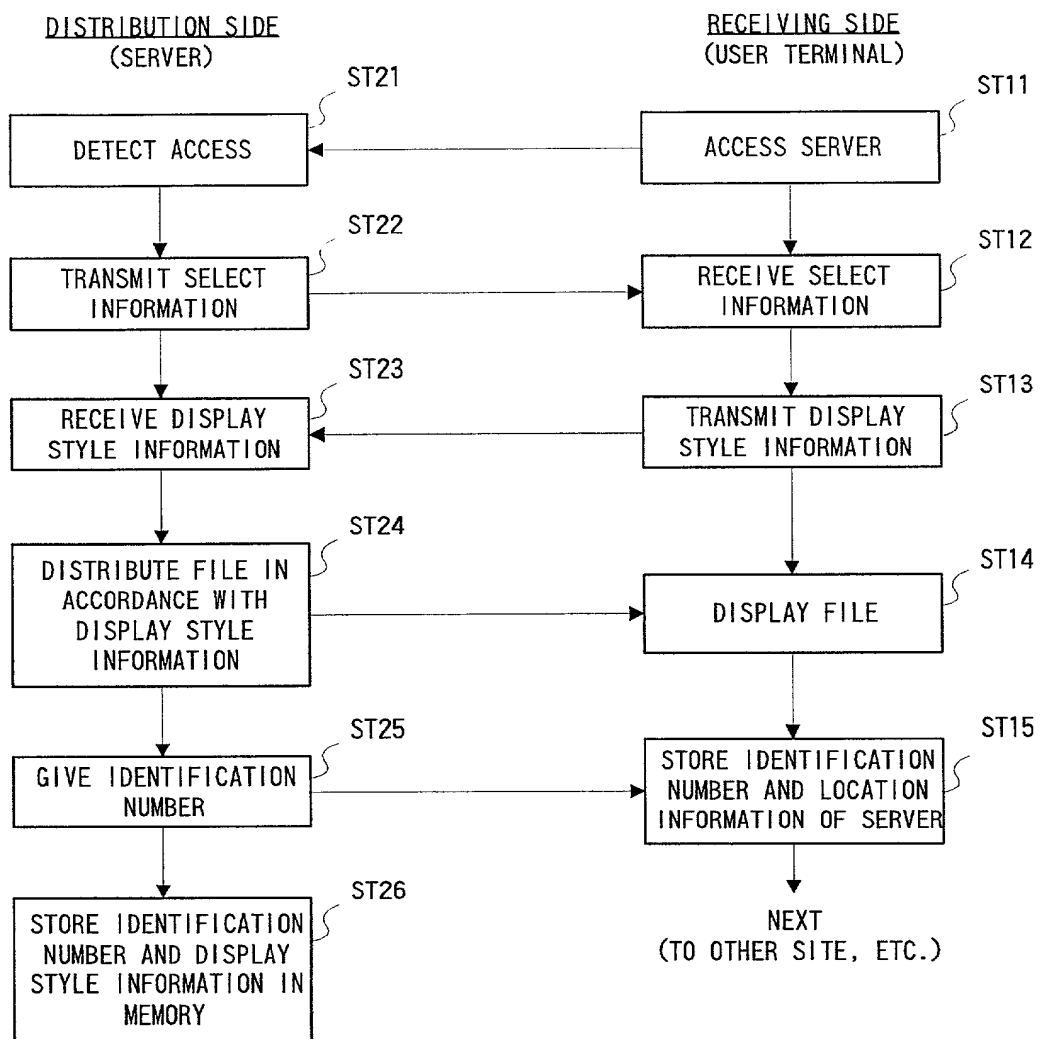 DISTRIBUTION SIDE
(SERVER)
RECEIVING SIDE
(USER TERMINAL)
ST21
DETECT ACCESS
ST11
ACCESS SERVER
ST22
TRANSMIT SELECT
INFORMATION
ST12
RECEIVE SELECT
INFORMATION
ST23
RECEIVE DISPLAY
STYLE INFORMATION
ST13
TRANSMIT DISPLAY
STYLE INFORMATION
ST24
DISTRIBUTE FILE IN
ACCORDANCE WITH
DISPLAY STYLE
INFORMATION
ST14
DISPLAY FILE
ST25
GIVE IDENTIFICATION
NUMBER
ST15
STORE IDENTIFICATION
NUMBER AND LOCATION
INFORMATION OF SERVER
ST26
STORE IDENTIFICATION
NUMBER AND DISPLAY
STYLE INFORMATION IN
MEMORY
NEXT
(TO OTHER SITE, ETC.)